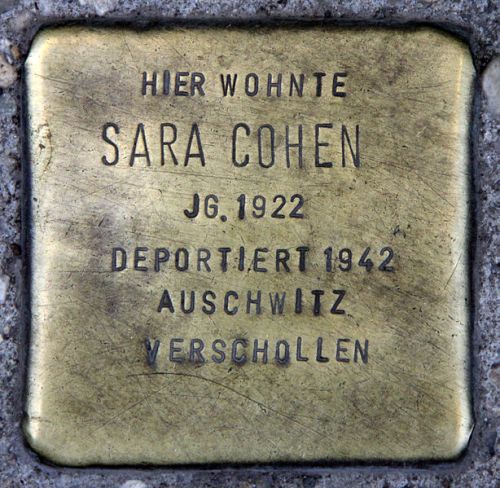 HIER WOHNTE
SARA COHEN
JG. 1922
DEPORTIERT 1942
AUSCHWITZ
VERSCHOLLEN